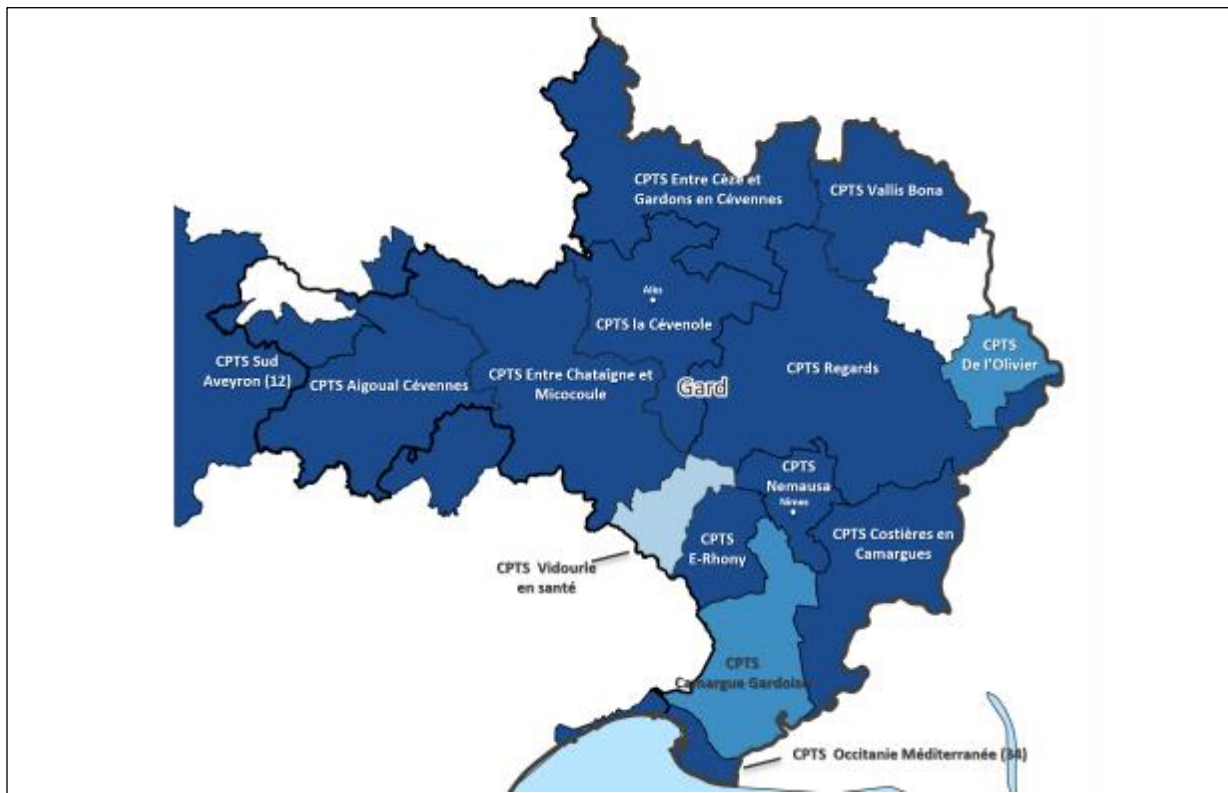 CPTS Entre Cèze et
Gardons en Cévennes
CPTS Vallis Bona
Alès
CPTS la Cévenole
CPTS
De l'Olivier
CPTS Sud
Aveyron (12)
CPTS Aigoual Cévennes
CPTS Entre Chataîgne et
Micocoule
Gard
CPTS Regards
CPTS
Nemausa
Nîmes
CPTS
E-Rhony
CPTS Costières en
Camargues
CPTS Vidourle
en santé
CPTS
Camargue Gardoise
CPTS Occitanie Méditerranée (34)